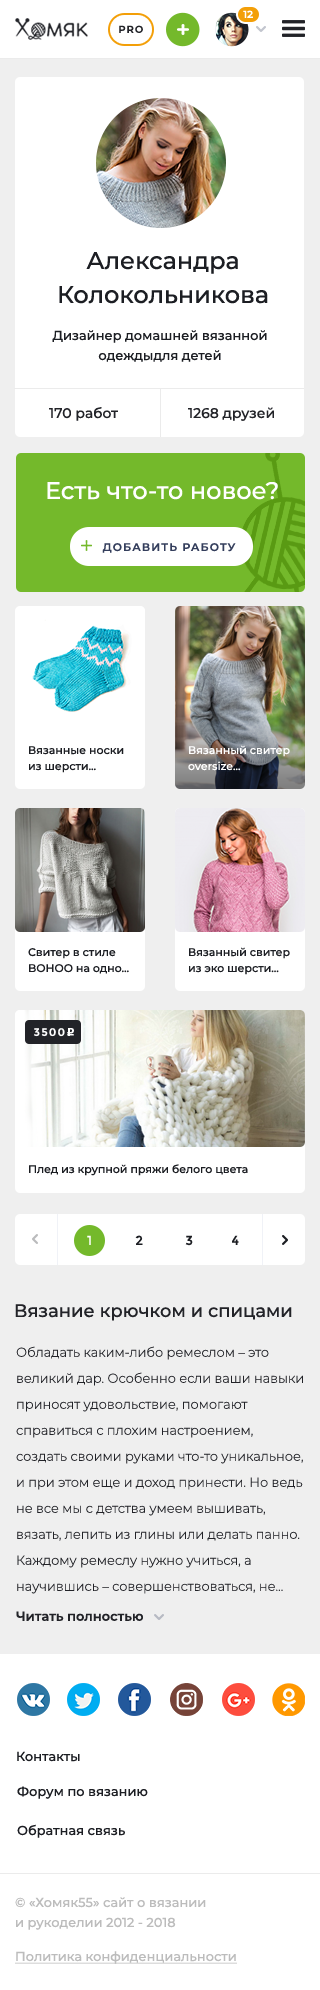 Хомяк
PRO
12
Александра
Колокольникова
Дизайнер домашней вязанной
одеждыдля детей
170 работ
1268 друзей
Есть что-то новое?
+ ДОБАВИТЬ РАБОТУ
Вязанные носки
из шерсти...
Вязанный свитер
oversize...
Свитер в стиле
BOHOO на одно...
Вязанный свитер
из эко шерсти...
3500₽
Плед из крупной пряжи белого цвета
1 2 3 4
Вязание крючком и спицами
Обладать каким-либо ремеслом – это
великий дар. Особенно если ваши навыки
приносят удовольствие, помогают
справиться с плохим настроением,
создать своими руками что-то уникальное,
и при этом еще и доход принести. Но ведь
не все мы с детства умеем вышивать,
вязать, лепить из глины или делать панно.
Каждому ремеслу нужно учиться, а
научившись – совершенствоваться, не...
Читать полностью
Контакты
Форум по вязанию
Обратная связь
© «Хомяк55» сайт о вязании
и рукоделии 2012 - 2018
Политика конфиденциальности